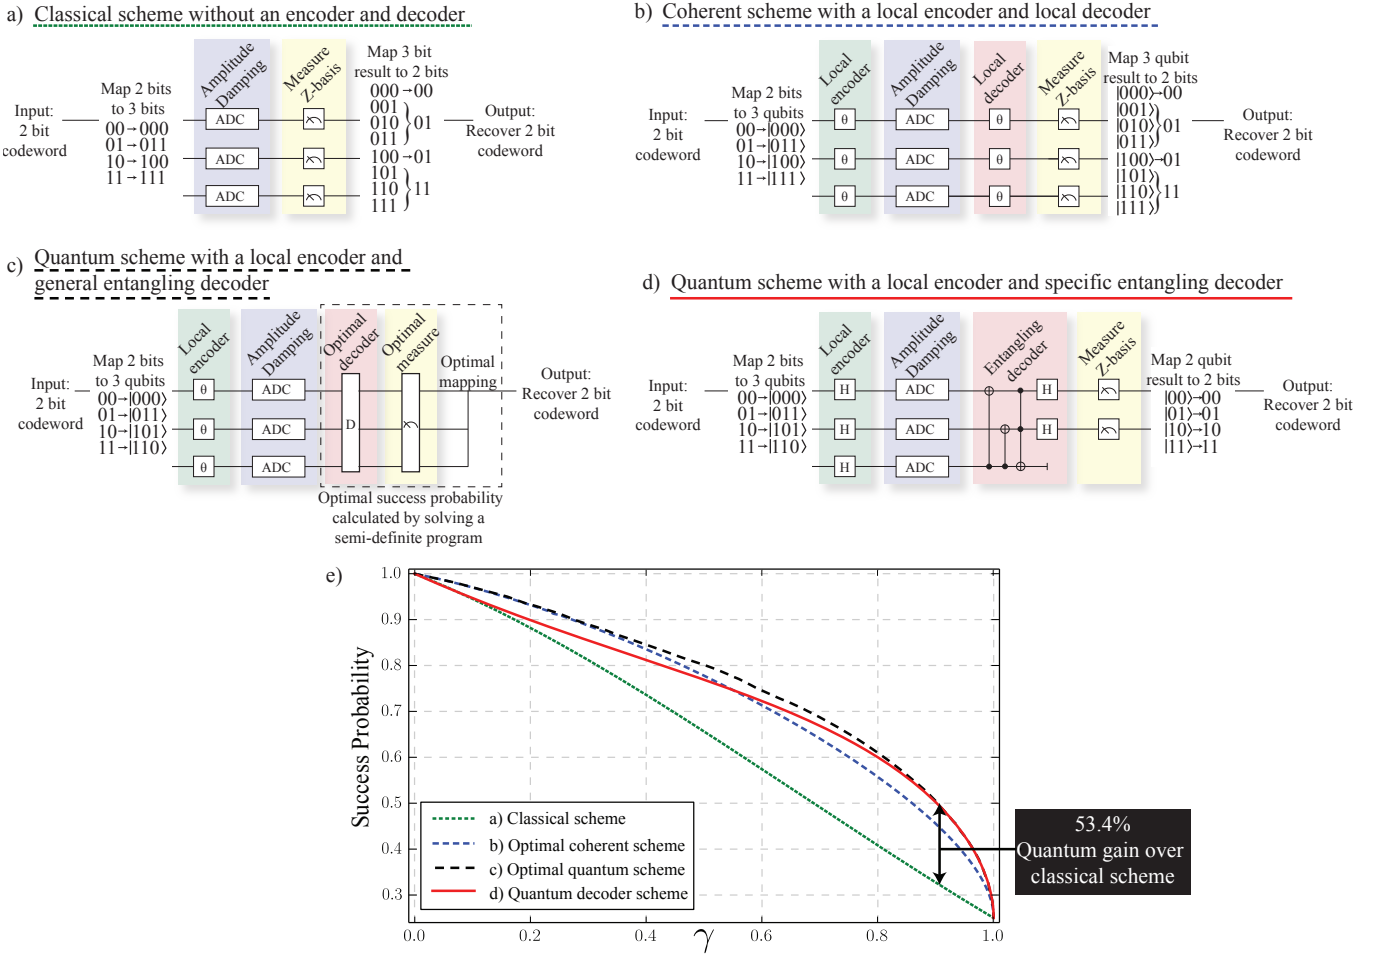 a) Classical scheme without an encoder and decoder
Input:
2 bit
codeword
Map 2 bits
to 3 bits
00→000
01→011
10→100
11→111
Amplitude
Damping
ADC
ADC
ADC
Measure
Z-basis
Map 3 bit
result to 2 bits
000→00
001
010
011
01
100→01
101
110
111
11
Output:
Recover 2 bit
codeword
b) Coherent scheme with a local encoder and local decoder
Input:
2 bit
codeword
Map 2 bits
to 3 qubits
00→|000⟩
01→|011⟩
10→|100⟩
11→|111⟩
Local
encoder
θ
θ
θ
Amplitude
Damping
ADC
ADC
ADC
Local
decoder
θ
θ
θ
Measure
Z-basis
Map 3 qubit
result to 2 bits
|000⟩→00
|001⟩
|010⟩
|011⟩
01
|100⟩→01
|101⟩
|110⟩
|111⟩
11
Output:
Recover 2 bit
codeword
c) Quantum scheme with a local encoder and
general entangling decoder
Input:
2 bit
codeword
Map 2 bits
to 3 qubits
00→|000⟩
01→|011⟩
10→|101⟩
11→|110⟩
Local
encoder
θ
θ
θ
Amplitude
Damping
ADC
ADC
ADC
Optimal
decoder
D
Optimal
measure
Optimal
mapping
Output:
Recover 2 bit
codeword
Optimal success probability
calculated by solving a
semi-definite program
d) Quantum scheme with a local encoder and specific entangling decoder
Input:
2 bit
codeword
Map 2 bits
to 3 qubits
00→|000⟩
01→|011⟩
10→|101⟩
11→|110⟩
Local
encoder
H
H
H
Amplitude
Damping
ADC
ADC
ADC
Entangling
decoder
H
H
Measure
Z-basis
Map 2 qubit
result to 2 bits
|00⟩→00
|01⟩→01
|10⟩→10
|11⟩→11
Output:
Recover 2 bit
codeword
e)
Success Probability
1.0
0.9
0.8
0.7
0.6
0.5
0.4
0.3
a) Classical scheme
b) Optimal coherent scheme
c) Optimal quantum scheme
d) Quantum decoder scheme
53.4%
Quantum gain over
classical scheme
0.0
0.2
0.4
0.6
0.8
1.0
γ